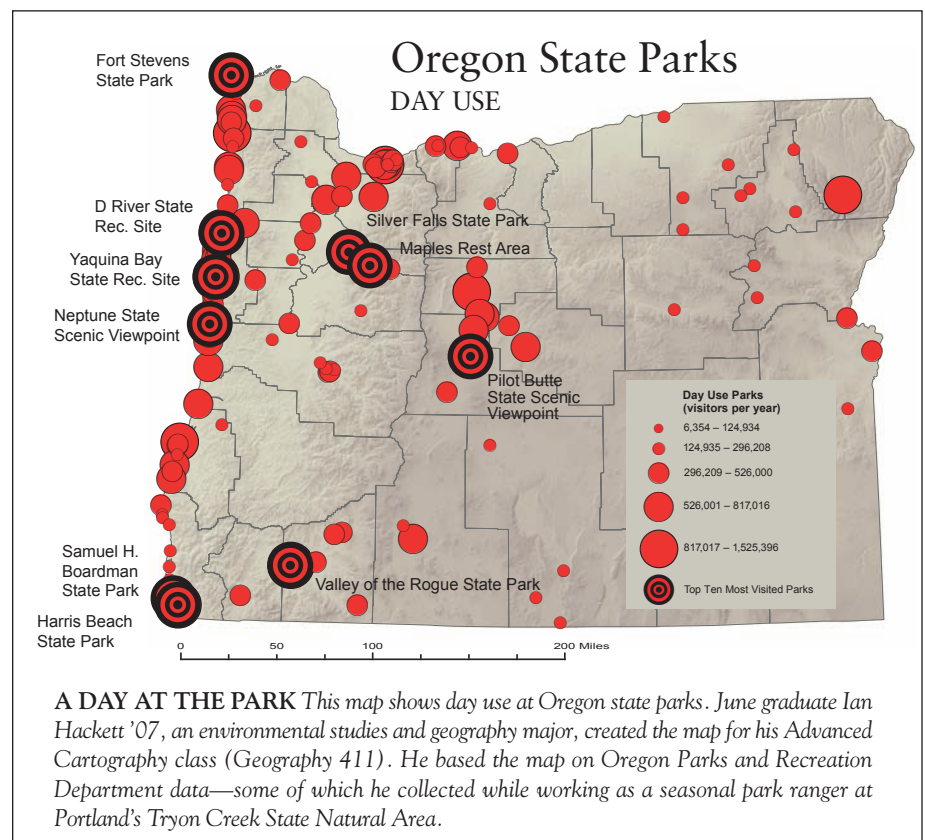 Oregon State Parks
DAY USE
Fort Stevens
State Park
D River State
Rec. Site
Yaquina Bay
State Rec. Site
Neptune State
Scenic Viewpoint
Silver Falls State Park
Maples Rest Area
Pilot Butte
State Scenic
Viewpoint
Samuel H.
Boardman
State Park
Harris Beach
State Park
Valley of the Rogue State Park
Day Use Parks
(visitors per year)
6,354 – 124,934
124,935 – 296,208
296,209 – 526,000
526,001 – 817,016
817,017 – 1,525,396
Top Ten Most Visited Parks
0 50 100 200 Miles
A DAY AT THE PARK This map shows day use at Oregon state parks. June graduate Ian
Hackett ’07, an environmental studies and geography major, created the map for his Advanced
Cartography class (Geography 411). He based the map on Oregon Parks and Recreation
Department data—some of which he collected while working as a seasonal park ranger at
Portland’s Tryon Creek State Natural Area.